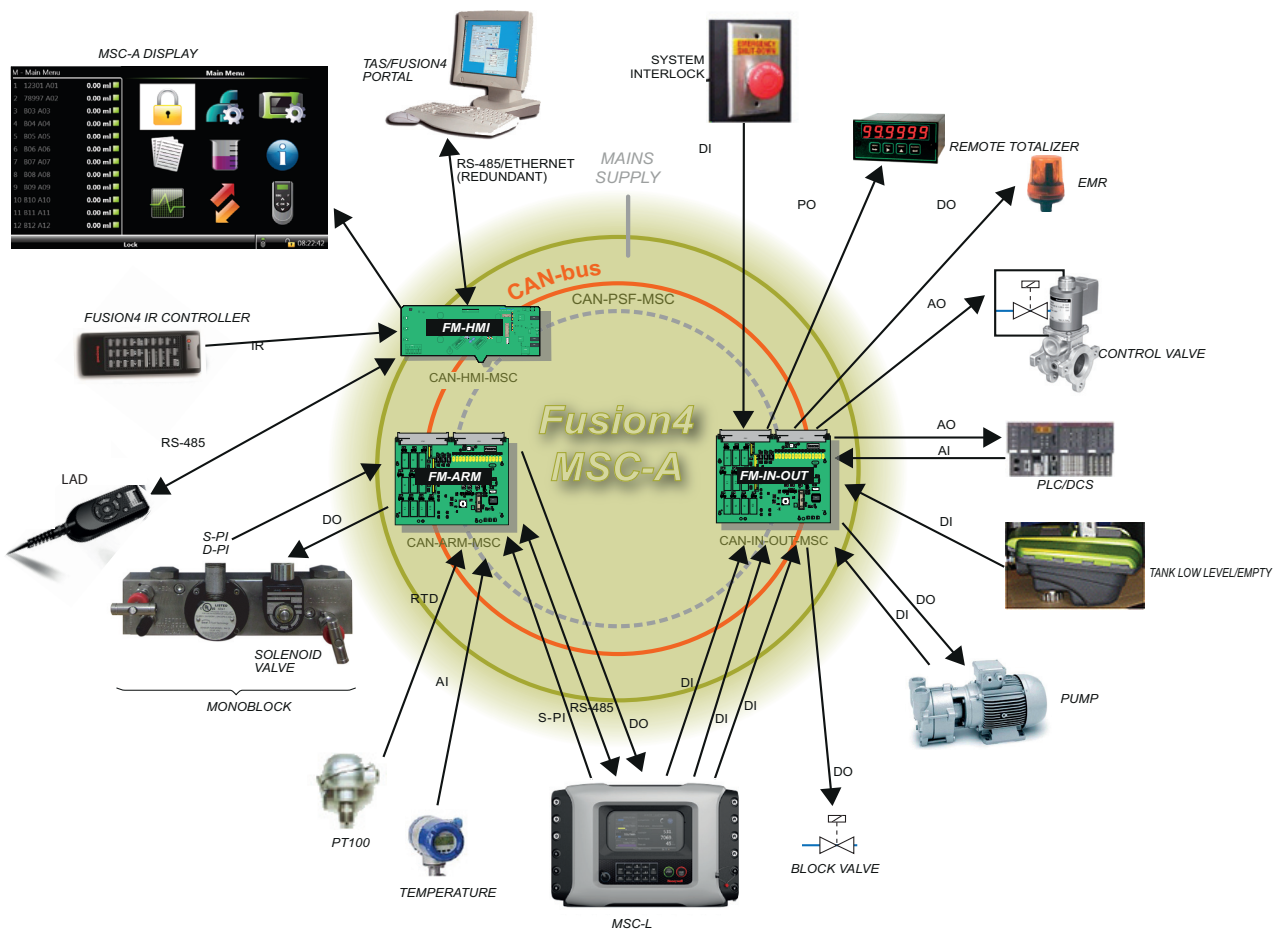 MSC-A DISPLAY
M - Main Menu
Main Menu
1 12301 A01 0.00 ml
2 78997 A02 0.00 ml
3 803 A03 0.00 ml
4 804 A04 0.00 ml
5 805 A05 0.00 ml
6 806 A06 0.00 ml
7 807 A07 0.00 ml
8 808 A08 0.00 ml
9 809 A09 0.00 ml
10 810 A10 0.00 ml
11 811 A11 0.00 ml
12 812 A12 0.00 ml
Lock
08:22:42
TAS/FUSION4
PORTAL
RS-485/ETHERNET
(REDUNDANT)
SYSTEM
INTERLOCK
EMERGENCY
SHUT DOWN
DI
MAINS
SUPPLY
99.9999
REMOTE TOTALIZER
PO
DO
EMR
AO
CONTROL VALVE
FUSION4 IR CONTROLLER
IR
CAN-bus
CAN-PSF-MSC
FM-HMI
CAN-HMI-MSC
RS-485
LAD
Fusion4
MSC-A
FM-ARM
CAN-ARM-MSC
FM-IN-OUT
CAN-IN-OUT-MSC
AO
AI
PLC/DCS
DI
TANK LOW LEVEL/EMPTY
S-PI
D-PI
DO
SOLENOID
VALVE
MONOBLOCK
RTD
AI
PT100
TEMPERATURE
S-PI
RS-485
DO
DI
DI
DI
MSC-L
DO
BLOCK VALVE
DO
DI
PUMP